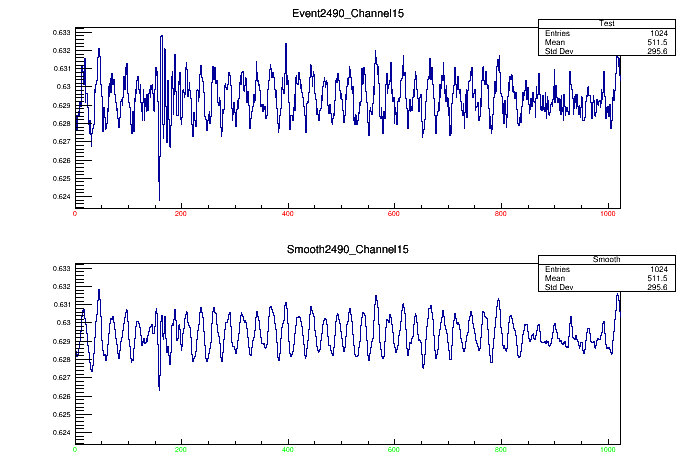 Event2490_Channel15
Test
Entries 1024
Mean 511.5
Std Dev 295.6
0.633
0.632
0.631
0.63
0.629
0.628
0.627
0.626
0.625
0.624
0 200 400 600 800 1000
Smooth2490_Channel15
Smooth
Entries 1024
Mean 511.5
Std Dev 295.6
0.633
0.632
0.631
0.63
0.629
0.628
0.627
0.626
0.625
0.624
0 200 400 600 800 1000